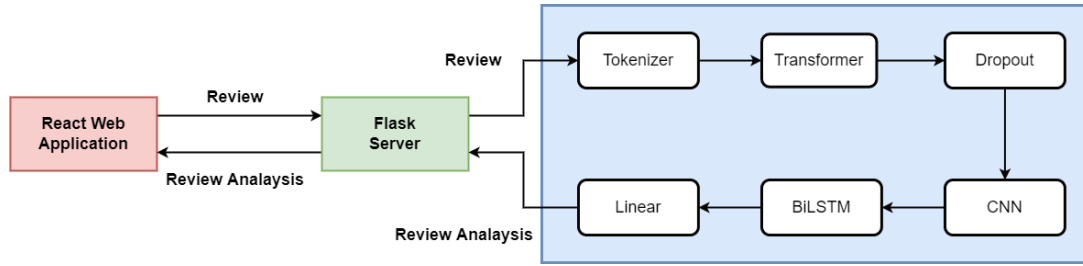 Review
Tokenizer
Transformer
Dropout
Review
React Web
Application
Flask
Server
Review Analaysis
Linear
BiLSTM
CNN
Review Analaysis